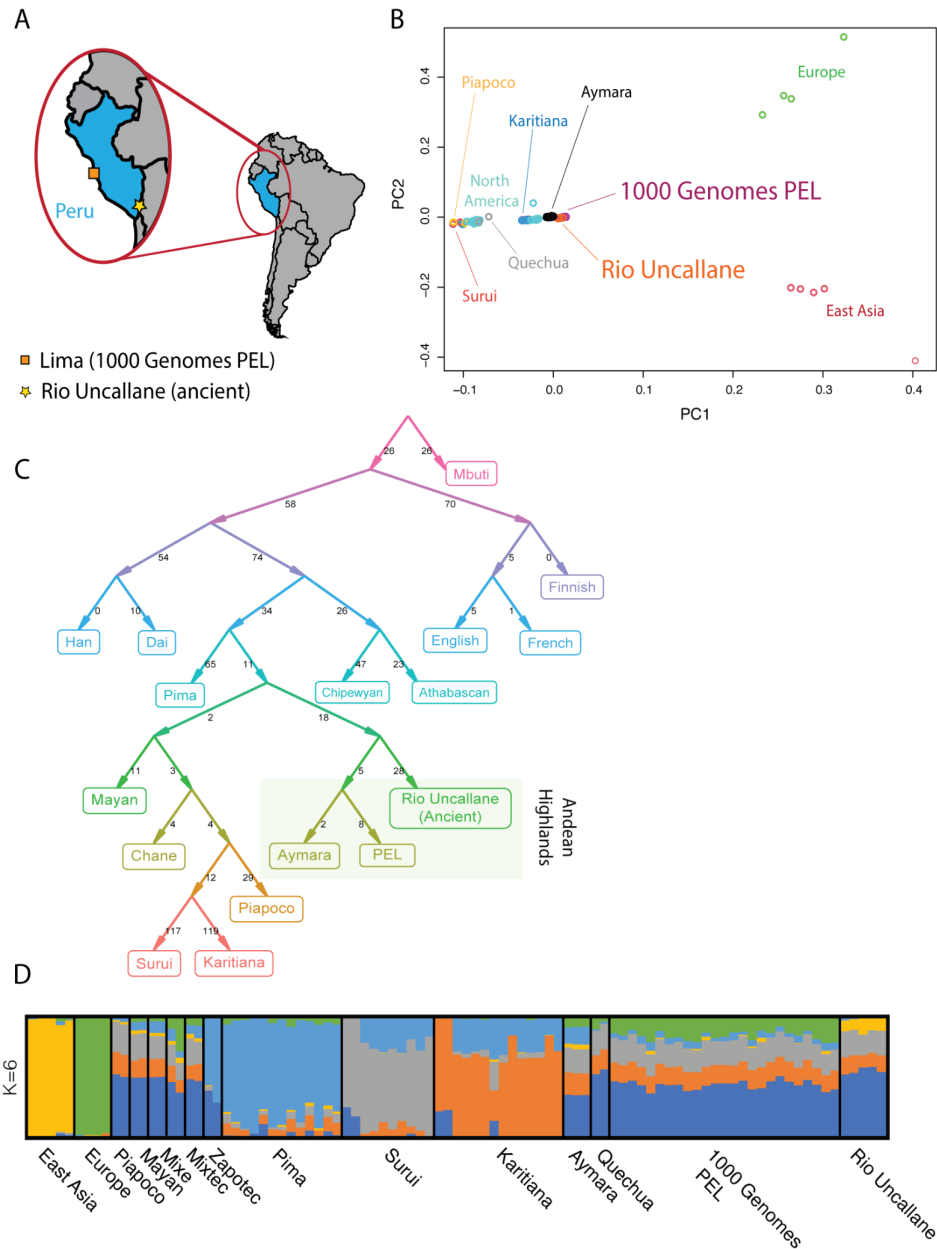 A
Peru
Lima (1000 Genomes PEL)
Rio Uncallane (ancient)
B
PC2
0.4
0.2
0.0
−0.2
−0.4
Europe
Piapoco
Aymara
Karitiana
North
America
1000 Genomes PEL
Quechua
Rio Uncallane
Surui
East Asia
−0.1
0.0
0.1
0.2
0.3
0.4
PC1
C
26
26
Mbuti
58
70
54
74
5
0
Finnish
0
10
34
26
5
1
Han
Dai
English
French
65
11
47
23
Pima
Chipewyan
Athabascan
2
18
11
3
5
28
Mayan
Rio Uncallane
(Ancient)
4
4
2
8
Chane
Aymara
PEL
Andean
Highlands
12
29
Piapoco
117
119
Surui
Karitiana
D
K=6
East Asia
Europe
Piapoco
Mayan
Mixe
Mixtec
Zapotec
Pima
Surui
Karitiana
Aymara
Quechua
1000 Genomes
PEL
Rio Uncallane